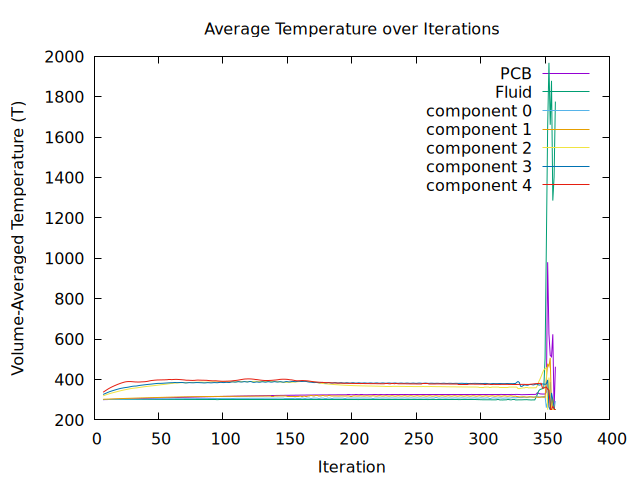 Average Temperature over Iterations
Volume-Averaged Temperature (T)
2000
1800
1600
1400
1200
1000
800
600
400
200
PCB
Fluid
component 0
component 1
component 2
component 3
component 4
0 50 100 150 200 250 300 350 400
Iteration